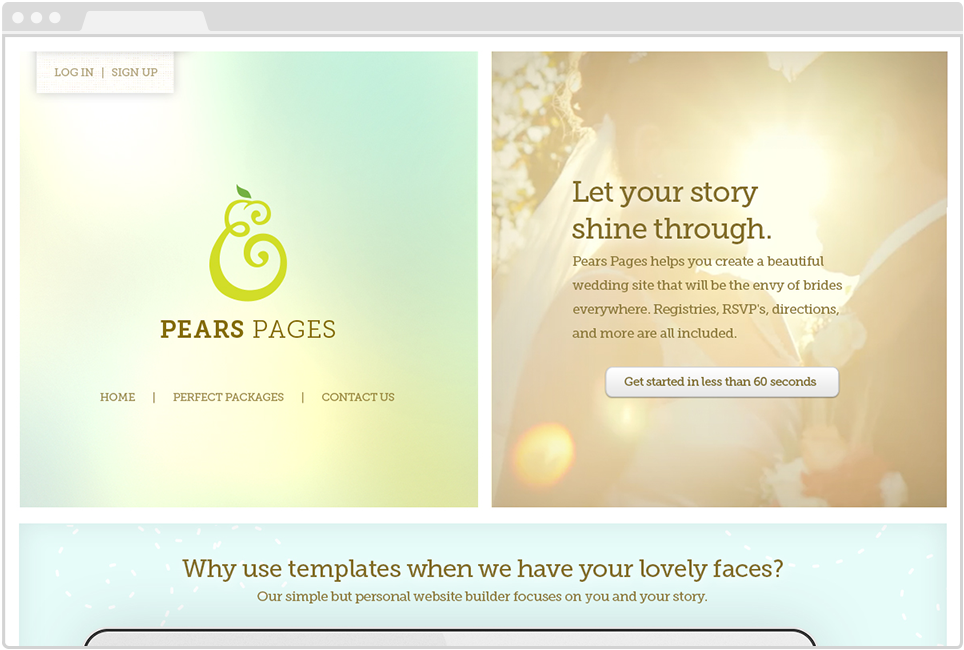 LOG IN | SIGN UP
PEARS PAGES
HOME | PERFECT PACKAGES | CONTACT US
Let your story
shine through.
Pears Pages helps you create a beautiful
wedding site that will be the envy of brides
everywhere. Registries, RSVP's, directions,
and more are all included.
Get started in less than 60 seconds
Why use templates when we have your lovely faces?
Our simple but personal website builder focuses on you and your story.